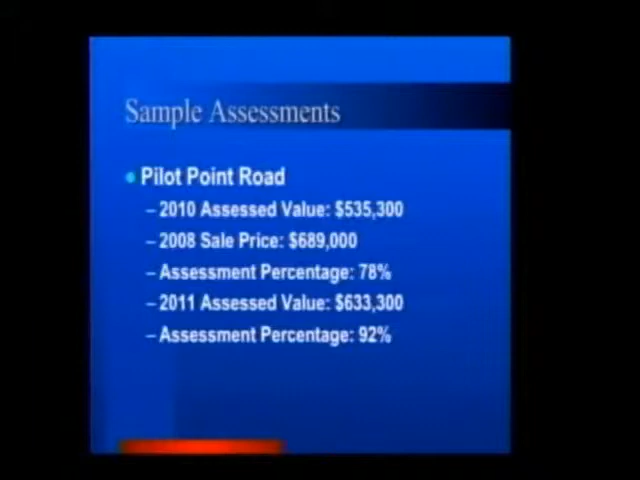 Sample Assessments
Pilot Point Road
– 2010 Assessed Value: $535,300
– 2008 Sale Price: $689,000
– Assessment Percentage: 78%
– 2011 Assessed Value: $633,300
– Assessment Percentage: 92%